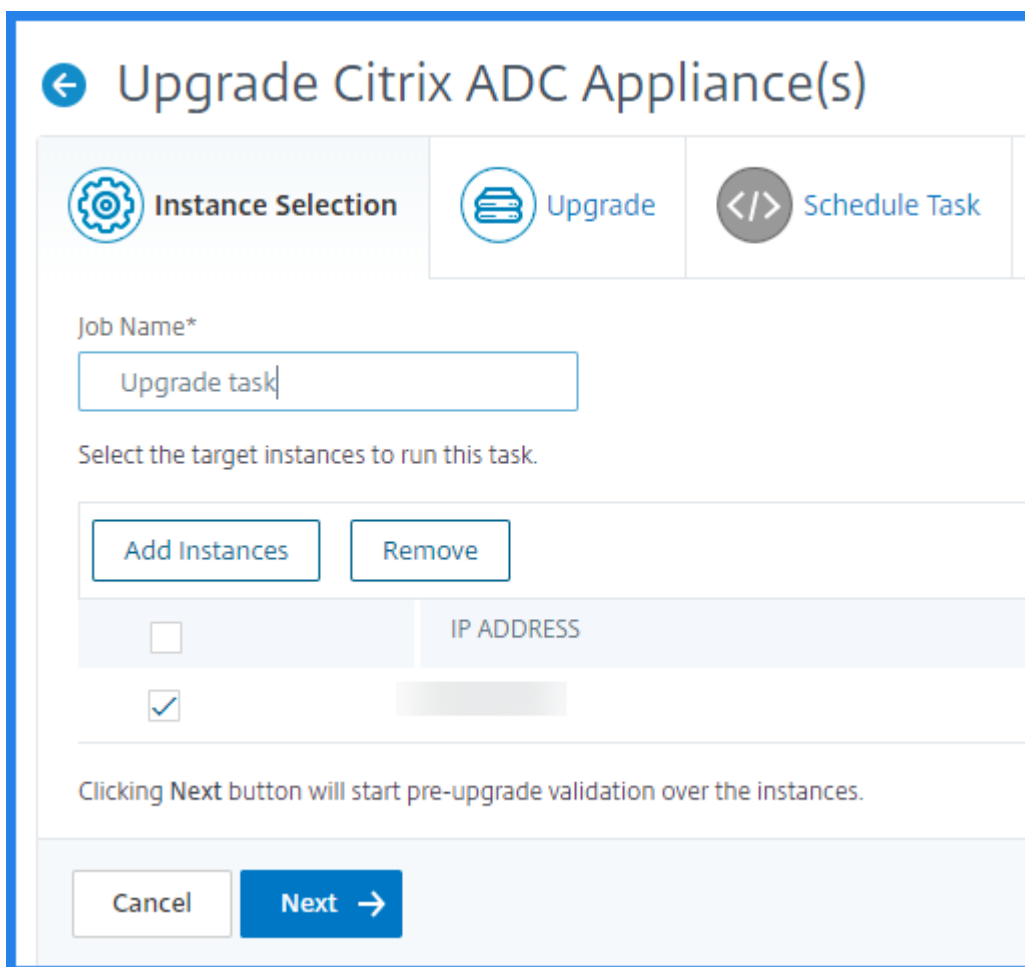 Upgrade Citrix ADC Appliance(s)
Instance Selection
Upgrade
Schedule Task
Job Name*
Upgrade task
Select the target instances to run this task.
Add Instances
Remove
IP ADDRESS
Clicking Next button will start pre-upgrade validation over the instances.
Cancel
Next